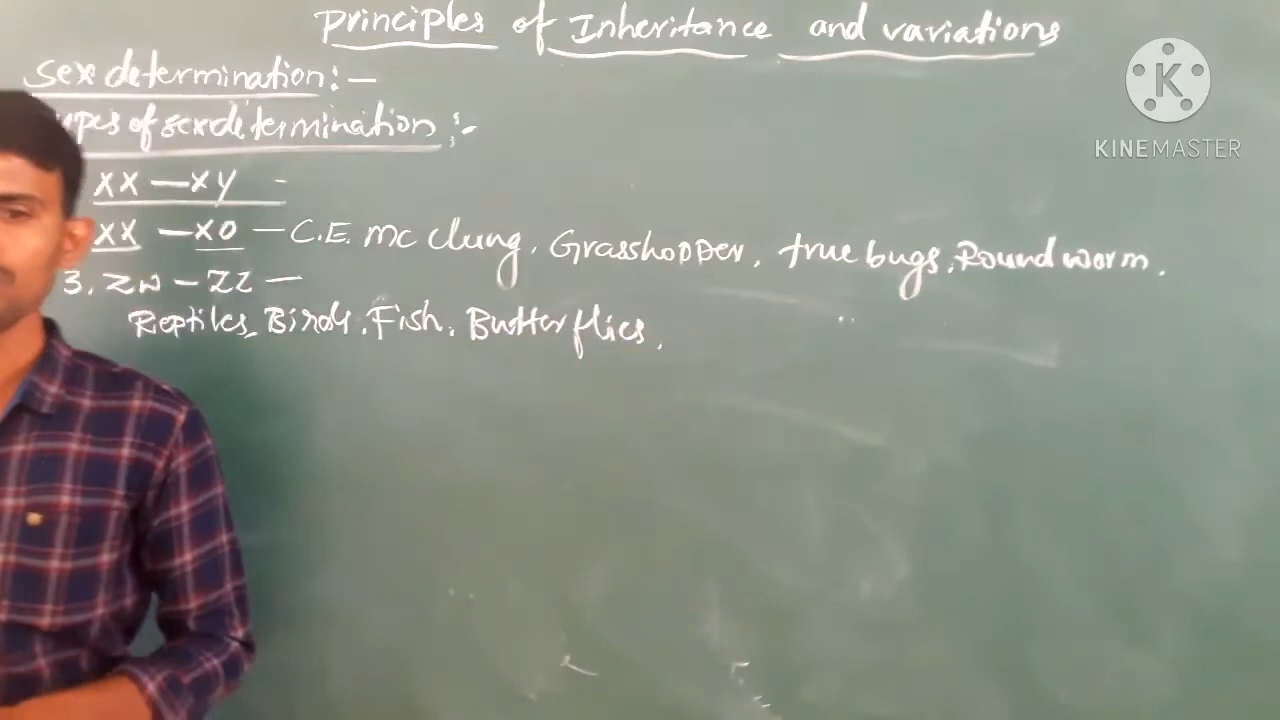 Principles of Inheritance and variations
Sex determination:-
ypes of sex determination :-
XX - XY -
XX - XO - C.E. Mc Clung, Grasshopper, true bugs, Round worm.
3. ZW - ZZ -
Reptiles, Birds, Fish, Butterflies,
K
KINEMASTER